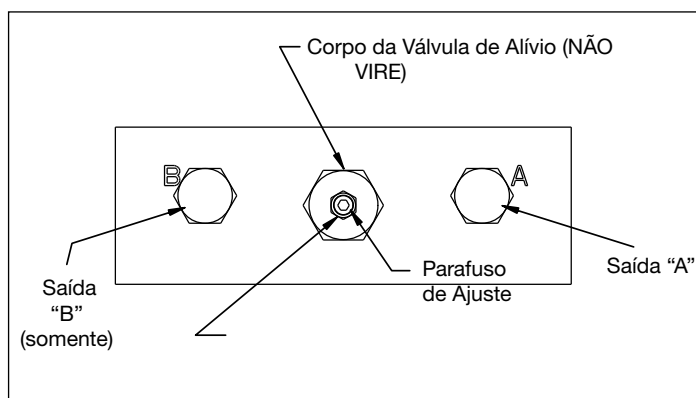 Corpo da Válvula de Alívio (NÃO
VIRE)
B
A
Parafuso
de Ajuste
Saída “A”
Saída
“B”
(somente)